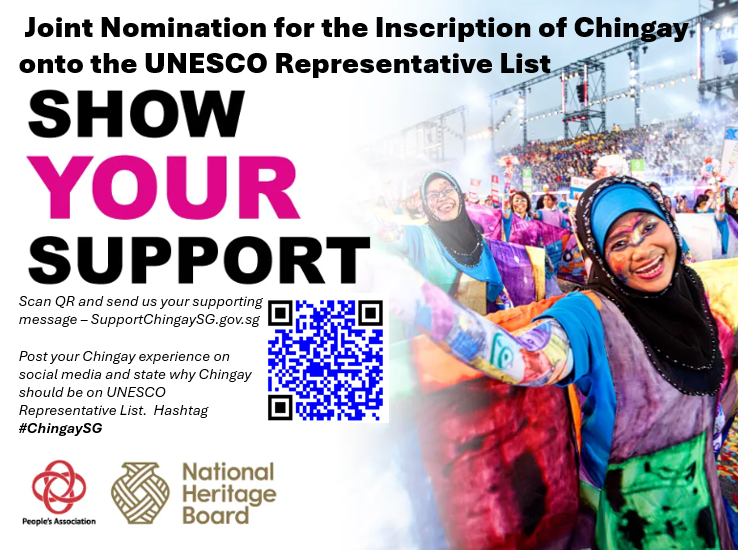 Joint Nomination for the Inscription of Chingay
onto the UNESCO Representative List
SHOW
YOUR
SUPPORT
Scan QR and send us your supporting
message – SupportChingaySG.gov.sg
Post your Chingay experience on
social media and state why Chingay
should be on UNESCO
Representative List. Hashtag
#ChingaySG
People's Association
National
Heritage
Board